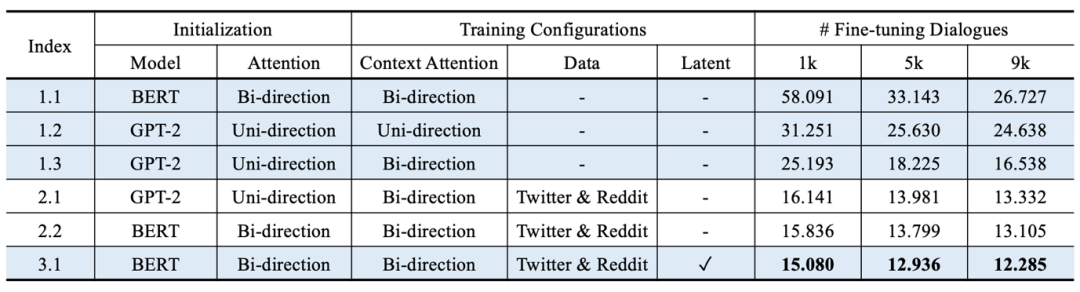 Index Initialization Training Configurations # Fine-tuning Dialogues
Model Attention Context Attention Data Latent 1k 5k 9k
1.1 BERT Bi-direction Bi-direction - - 58.091 33.143 26.727
1.2 GPT-2 Uni-direction Uni-direction - - 31.251 25.630 24.638
1.3 GPT-2 Uni-direction Bi-direction - - 25.193 18.225 16.538
2.1 GPT-2 Uni-direction Bi-direction Twitter & Reddit - 16.141 13.981 13.332
2.2 BERT Bi-direction Bi-direction Twitter & Reddit - 15.836 13.799 13.105
3.1 BERT Bi-direction Bi-direction Twitter & Reddit ✓ 15.080 12.936 12.285